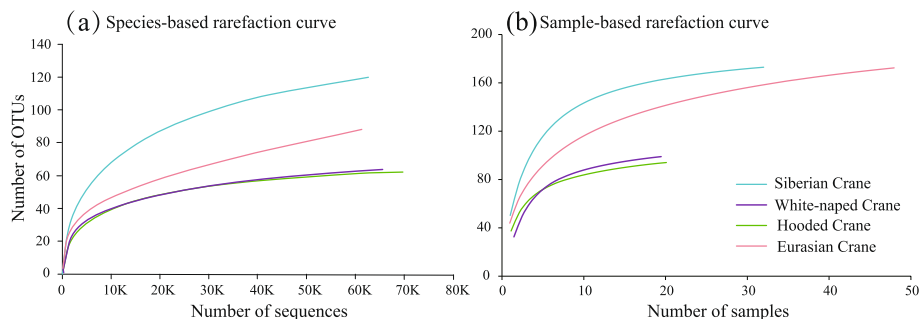 (a) Species-based rarefaction curve
Number of OTUs
140
120
100
80
60
40
20
0
0 10K 20K 30K 40K 50K 60K 70K 80K
Number of sequences
(b) Sample-based rarefaction curve
200
160
120
80
40
0
0 10 20 30 40 50
Number of samples
Siberian Crane
White-naped Crane
Hooded Crane
Eurasian Crane